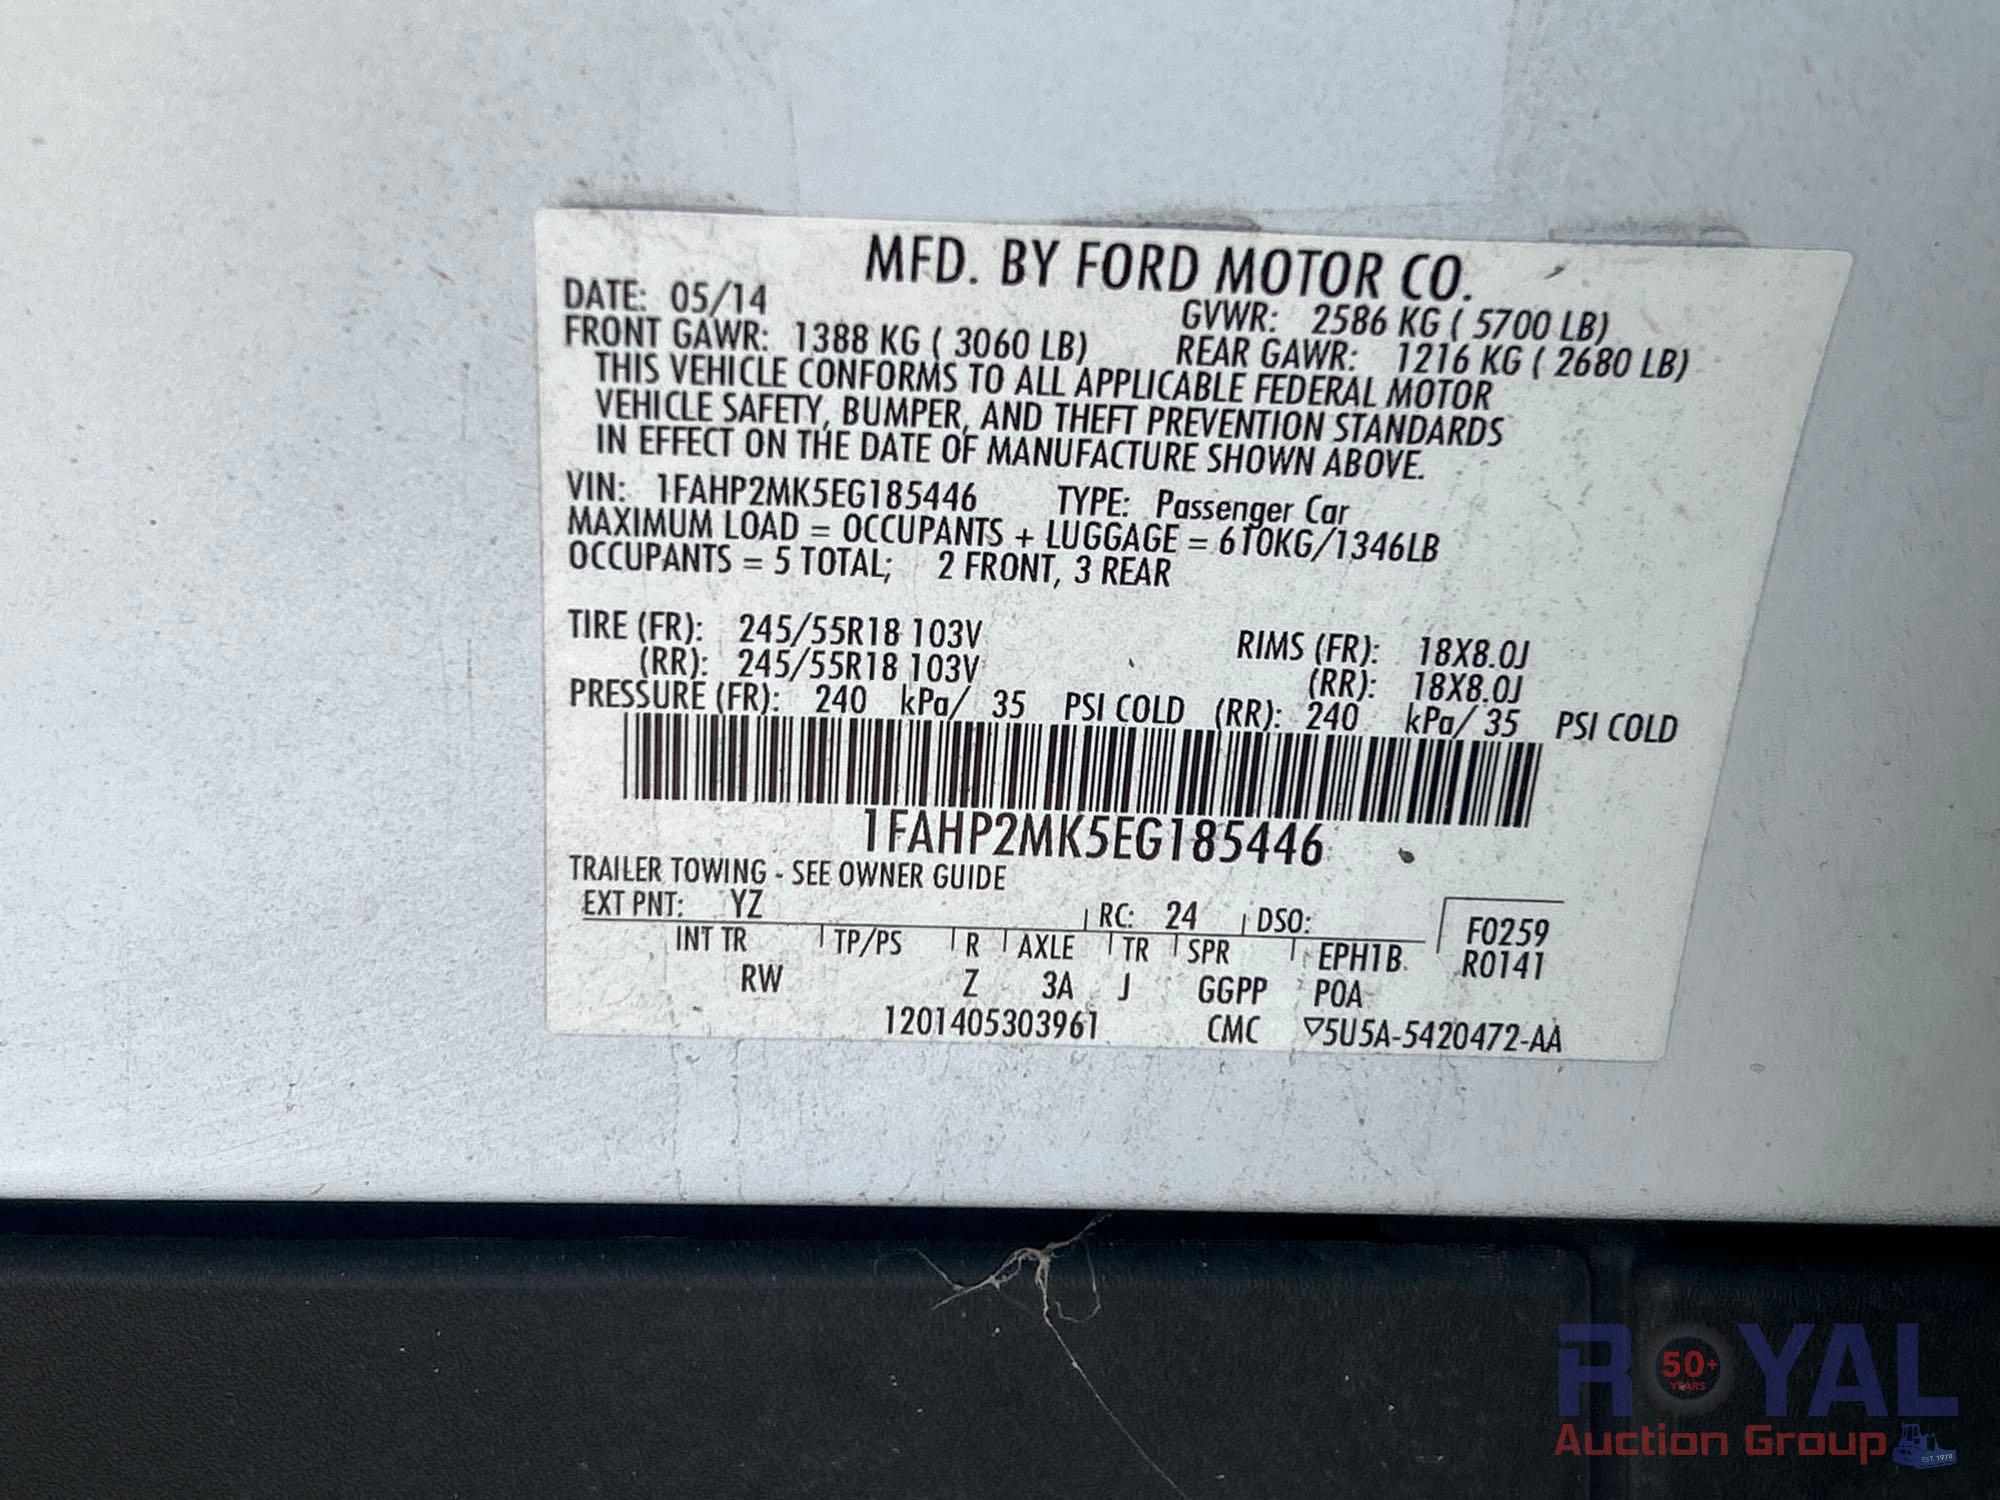 MFD. BY FORD MOTOR CO.
DATE: 05/14 GVWR: 2586 KG ( 5700 LB)
FRONT GAWR: 1388 KG ( 3060 LB) REAR GAWR: 1216 KG ( 2680 LB)
THIS VEHICLE CONFORMS TO ALL APPLICABLE FEDERAL MOTOR
VEHICLE SAFETY, BUMPER, AND THEFT PREVENTION STANDARDS
IN EFFECT ON THE DATE OF MANUFACTURE SHOWN ABOVE.
VIN: 1FAHP2MK5EG185446 TYPE: Passenger Car
MAXIMUM LOAD = OCCUPANTS + LUGGAGE = 610KG/1346LB
OCCUPANTS = 5 TOTAL; 2 FRONT, 3 REAR
TIRE (FR): 245/55R18 103V RIMS (FR): 18X8.0J
(RR): 245/55R18 103V (RR): 18X8.0J
PRESSURE (FR): 240 kPa/ 35 PSI COLD (RR): 240 kPa/ 35 PSI COLD
1FAHP2MK5EG185446
TRAILER TOWING - SEE OWNER GUIDE
EXT PNT: YZ RC: 24 DSO: F0259
INT TR TP/PS R AXLE TR SPR EPH1B R0141
RW Z 3A J GGPP POA
1201405303961 CMC ▽5U5A-5420472-AA
ROYAL
50+
YEARS
Auction Group
EST. 1970